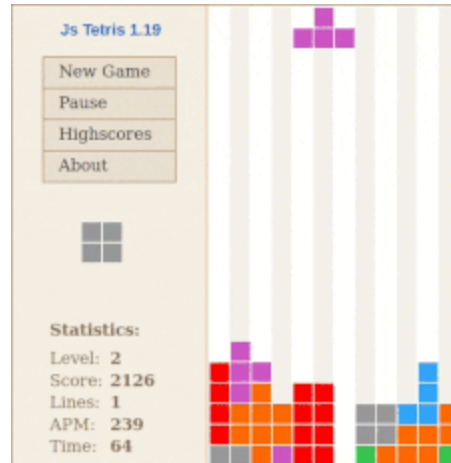 Js Tetris 1.19
New Game
Pause
Highscores
About
Statistics:
Level: 2
Score: 2126
Lines: 1
APM: 239
Time: 64